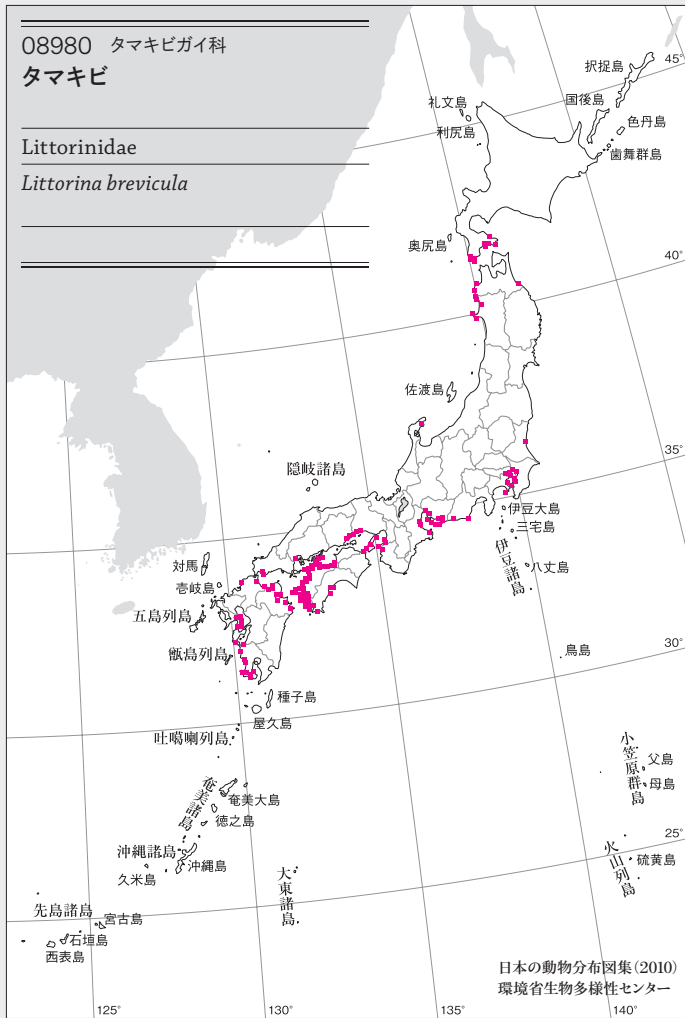 08980 タマキビガイ科
タマキビ
Littorinidae
Littorina brevicula
45°
択捉島
国後島
礼文島
色丹島
利尻島
歯舞群島
奥尻島
40°
佐渡島
35°
隠岐諸島
伊豆大島
三宅島
伊豆諸島
八丈島
対馬
壱岐島
五島列島
甑島列島
鳥島
30°
種子島
屋久島
吐噶喇列島
小笠原群島
父島
母島
奄美諸島
奄美大島
徳之島
25°
沖縄諸島
沖縄島
久米島
火山列島
硫黄島
大東諸島
先島諸島
宮古島
石垣島
西表島
日本の動物分布図集(2010)
環境省生物多様性センター
125°
130°
135°
140°